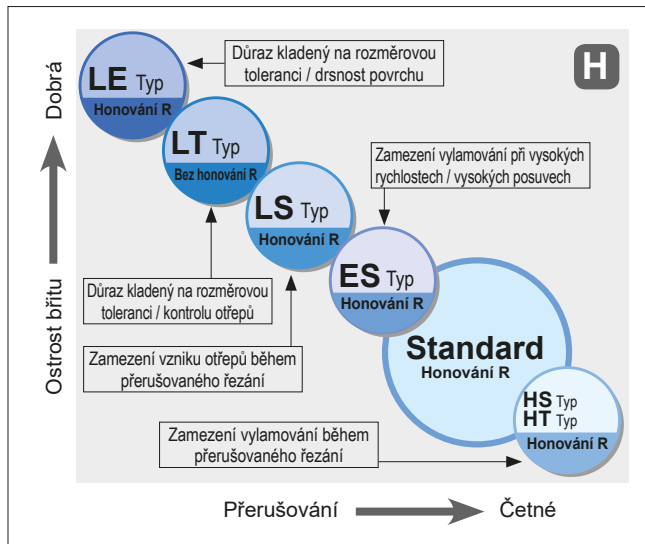 Důraz kladený na rozměrovou
toleranci / drsnost povrchu
H
LE Typ
Honování R
LT Typ
Bez honování R
Zamezení vylamování při vysokých
rychlostech / vysokých posuvech
LS Typ
Honování R
ES Typ
Honování R
Důraz kladený na rozměrovou
toleranci / kontrolu otřepů
Standard
Honování R
Zamezení vzniku otřepů během
přerušovaného řezání
HS Typ
HT Typ
Honování R
Zamezení vylamování během
přerušovaného řezání
Ostrost břitu
Dobrá
Přerušování
Četné